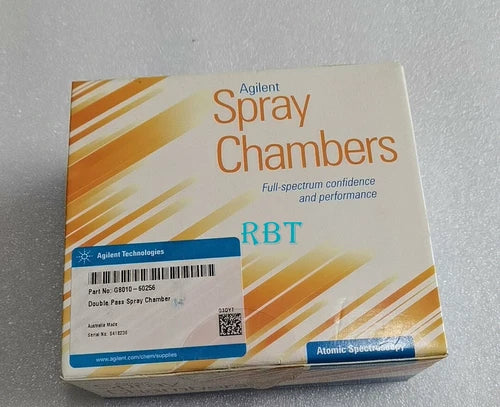 Agilent
Spray
Chambers
Full-spectrum confidence
and performance
RBT
Agilent Technologies
Part No: G8010-60256
Double Pass Spray Chamber
01QY1
Australia Made
www.agilent.com/chem/supplies
Atomic Spectroscopy